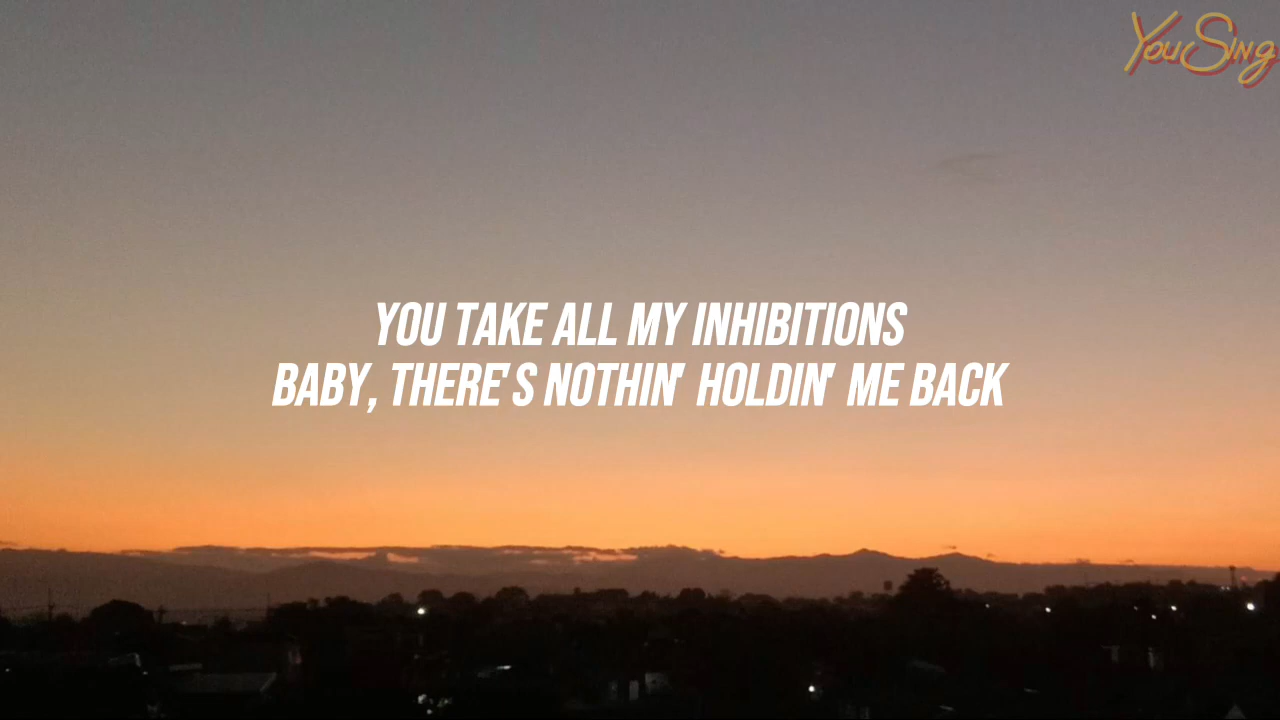 YouSing
YOU TAKE ALL MY INHIBITIONS
BABY, THERE'S NOTHIN' HOLDIN' ME BACK